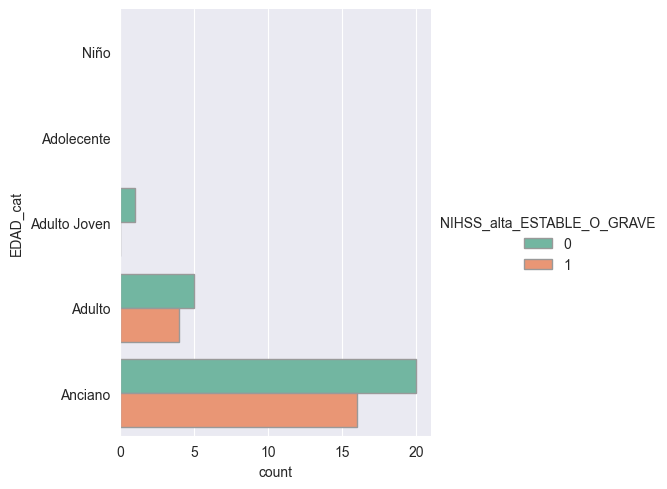 Niño
Adolecente
Adulto Joven
Adulto
Anciano
EDAD_cat
0
5
10
15
20
count
NIHSS_alta_ESTABLE_O_GRAVE
0
1